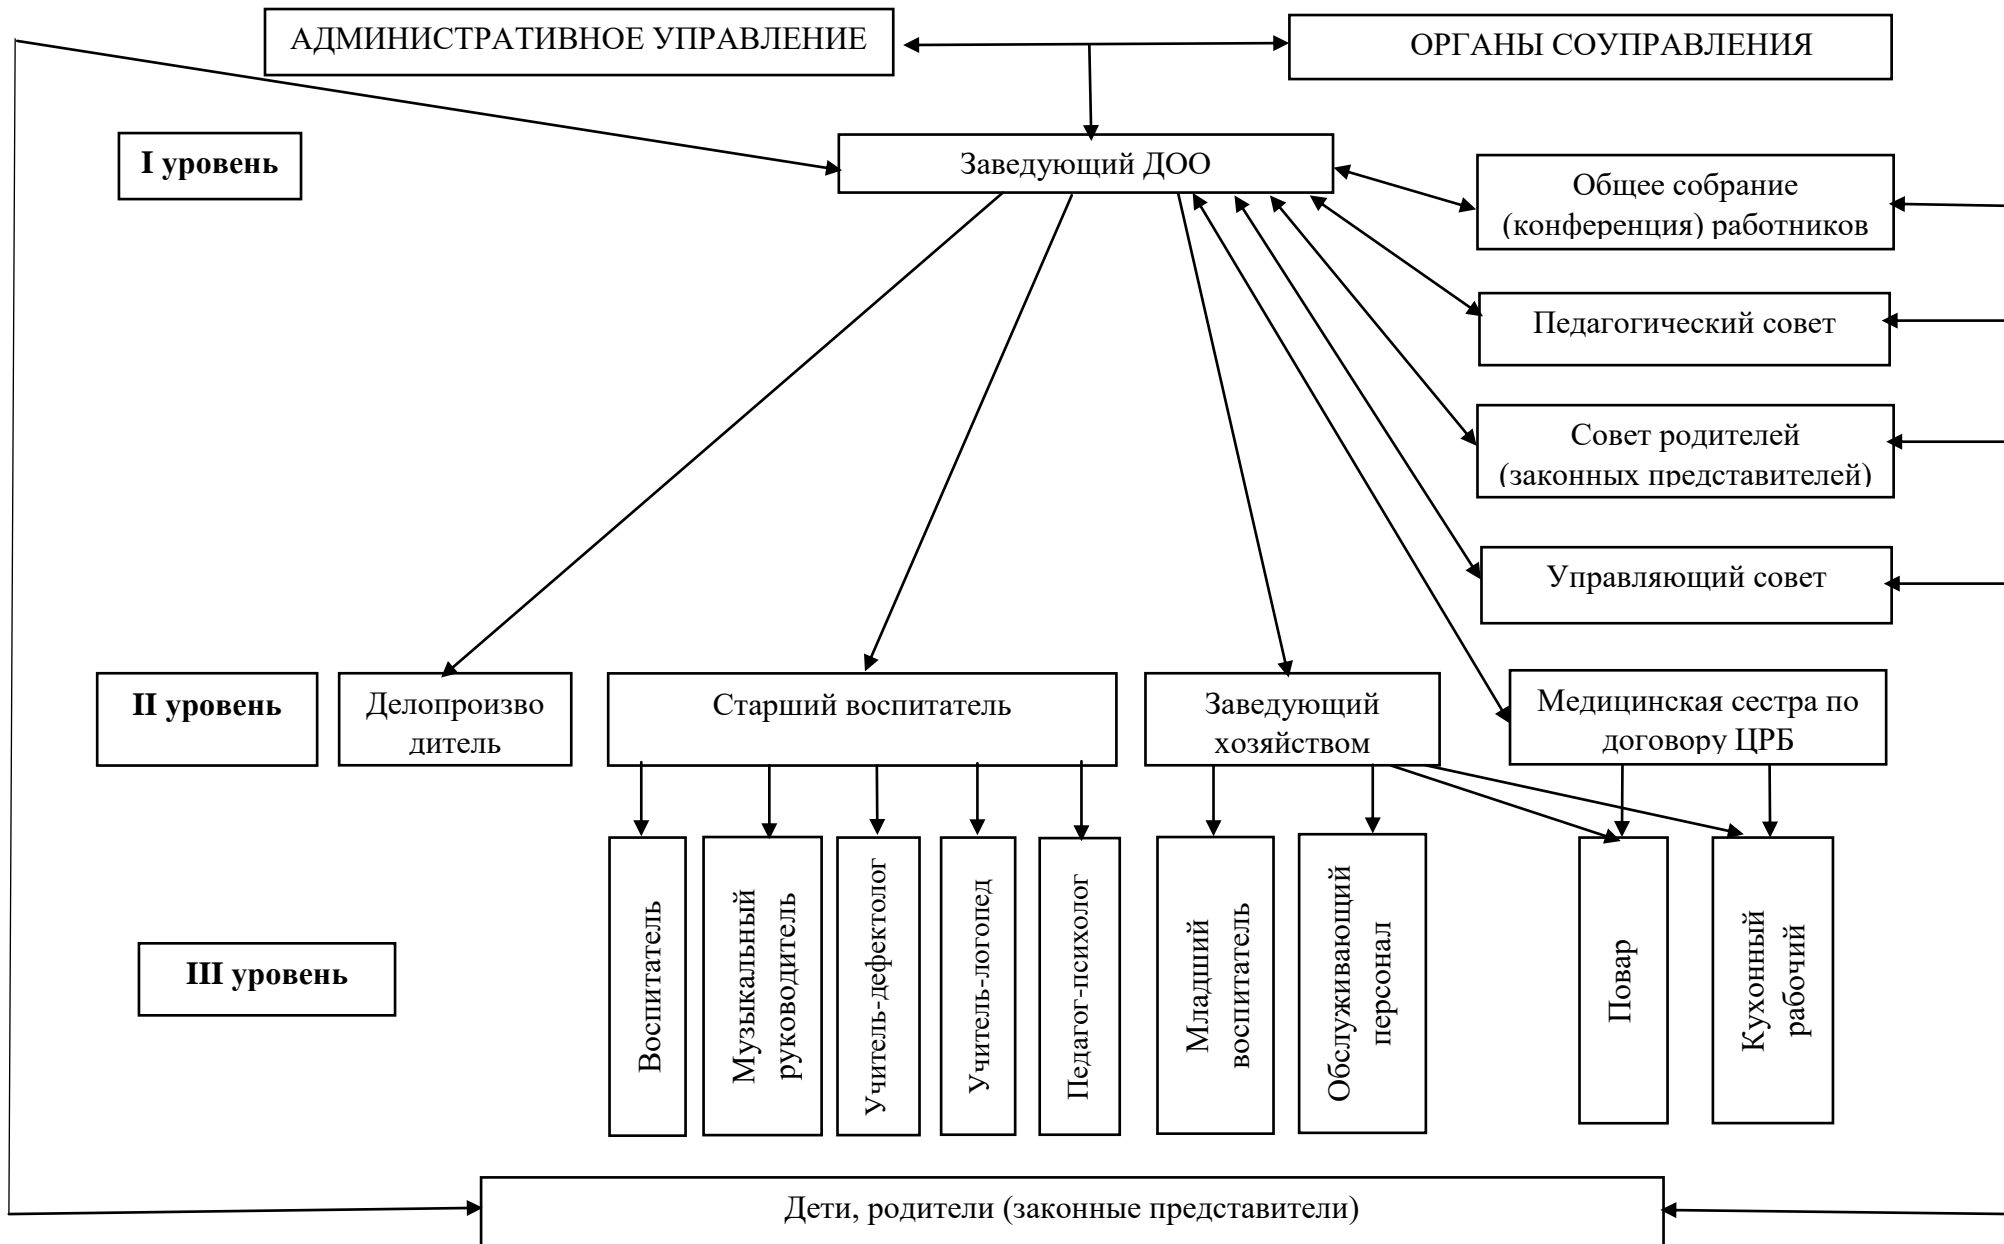 АДМИНИСТРАТИВНОЕ УПРАВЛЕНИЕ
ОРГАНЫ СОУПРАВЛЕНИЯ
I уровень
Заведующий ДОО
Общее собрание
(конференция) работников
Педагогический совет
Совет родителей
(законных представителей)
Управляющий совет
II уровень
Делопроизво
дитель
Старший воспитатель
Заведующий
хозяйством
Медицинская сестра по
договору ЦРБ
III уровень
Воспитатель
Музыкальный
руководитель
Учитель-дефектолог
Учитель-логопед
Педагог-психолог
Младший
воспитатель
Обслуживающий
персонал
Повар
Кухонный
рабочий
Дети, родители (законные представители)